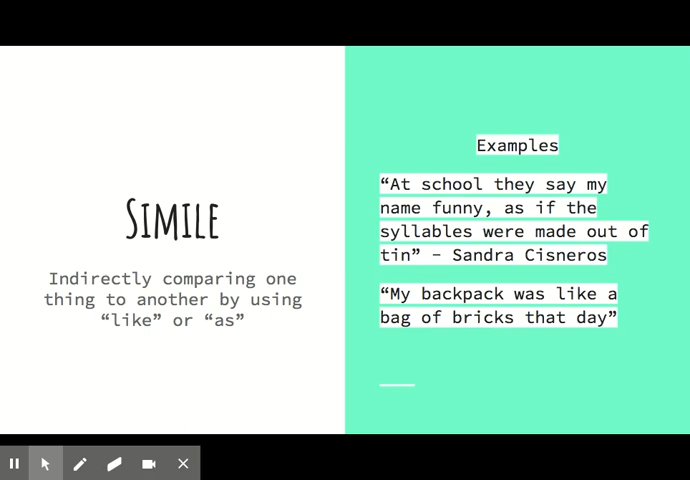 SIMILE
Indirectly comparing one
thing to another by using
“like” or “as”
Examples
“At school they say my
name funny, as if the
syllables were made out of
tin” – Sandra Cisneros
“My backpack was like a
bag of bricks that day”